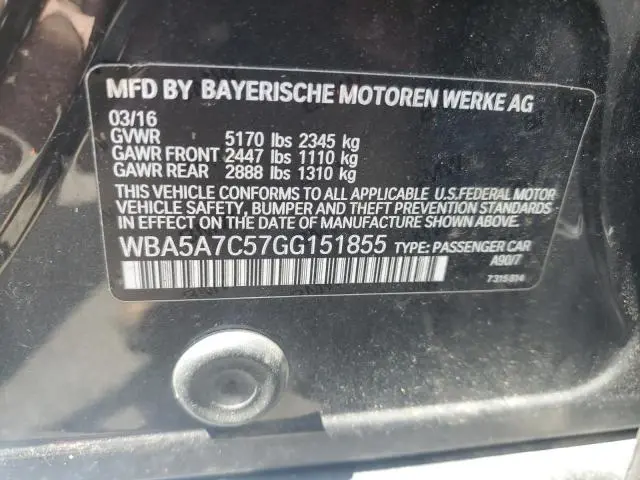 MFD BY BAYERISCHE MOTOREN WERKE AG
03/16
GVWR 5170 lbs 2345 kg
GAWR FRONT 2447 lbs 1110 kg
GAWR REAR 2888 lbs 1310 kg
THIS VEHICLE CONFORMS TO ALL APPLICABLE U.S.FEDERAL MOTOR
VEHICLE SAFETY, BUMPER, AND THEFT PREVENTION STANDARDS
IN EFFECT ON THE DATE OF MANUFACTURE SHOWN ABOVE.
WBA5A7C57GG151855 TYPE: PASSENGER CAR
A90/7
7315814